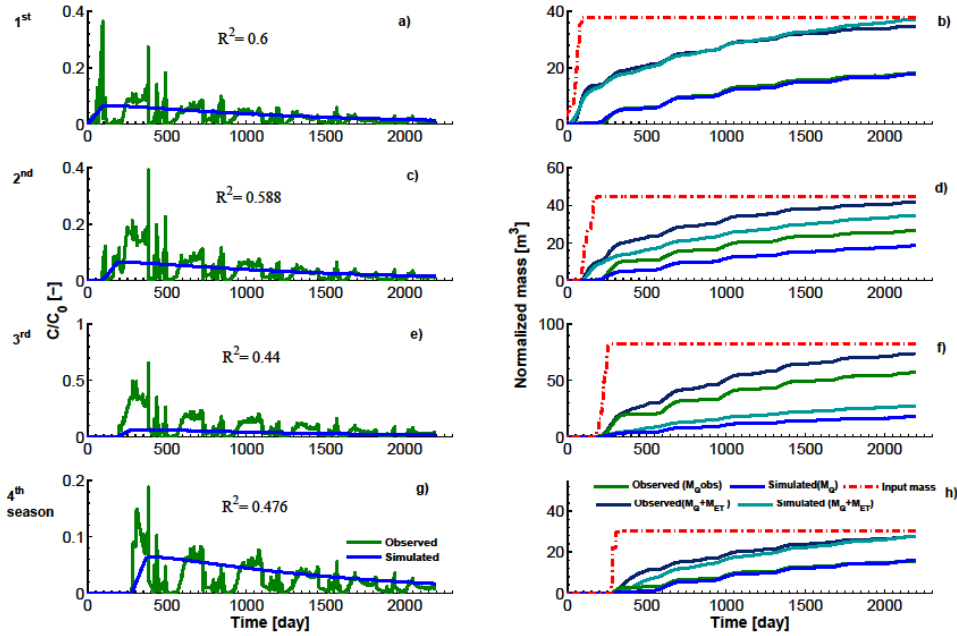 1st
a)
R2= 0.6
0.4
0.2
0
0 500 1000 1500 2000
b)
40
20
0
0 500 1000 1500 2000
2nd
c)
R2= 0.588
0.4
0.2
0
0 500 1000 1500 2000
d)
60
40
20
0
0 500 1000 1500 2000
C/C0 [–]
Normalized mass [m3]
3rd
e)
R2= 0.44
1
0.5
0
0 500 1000 1500 2000
f)
100
50
0
0 500 1000 1500 2000
4th
season
g)
R2= 0.476
0.2
0.1
0
Observed
Simulated
0 500 1000 1500 2000
Time [day]
Observed (MQobs) Simulated(MQ) Input mass
Observed(MQ+MET) Simulated (MQ+MET)
h)
40
20
0
0 500 1000 1500 2000
Time [day]